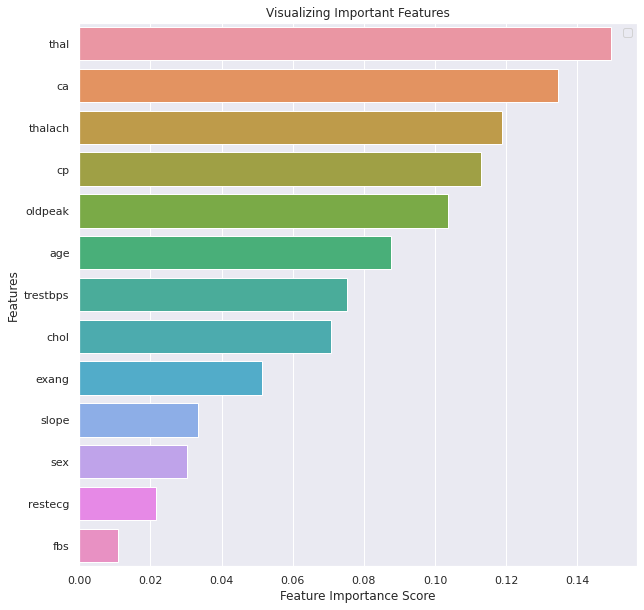 Visualizing Important Features
thal
ca
thalach
cp
oldpeak
age
trestbps
chol
exang
slope
sex
restecg
fbs
Features
0.00 0.02 0.04 0.06 0.08 0.10 0.12 0.14
Feature Importance Score